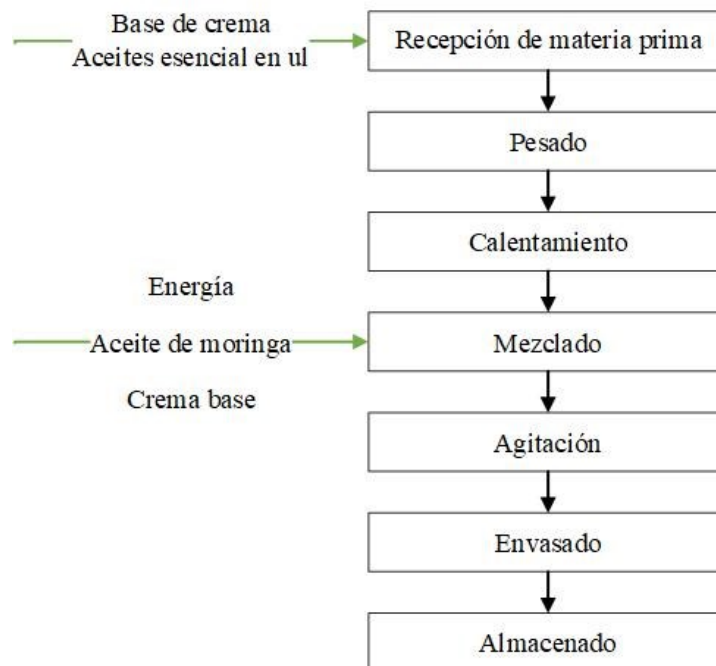 Base de crema
Aceites esencial en ul
Recepción de materia prima
Pesado
Calentamiento
Energía
Aceite de moringa
Crema base
Mezclado
Agitación
Envasado
Almacenado